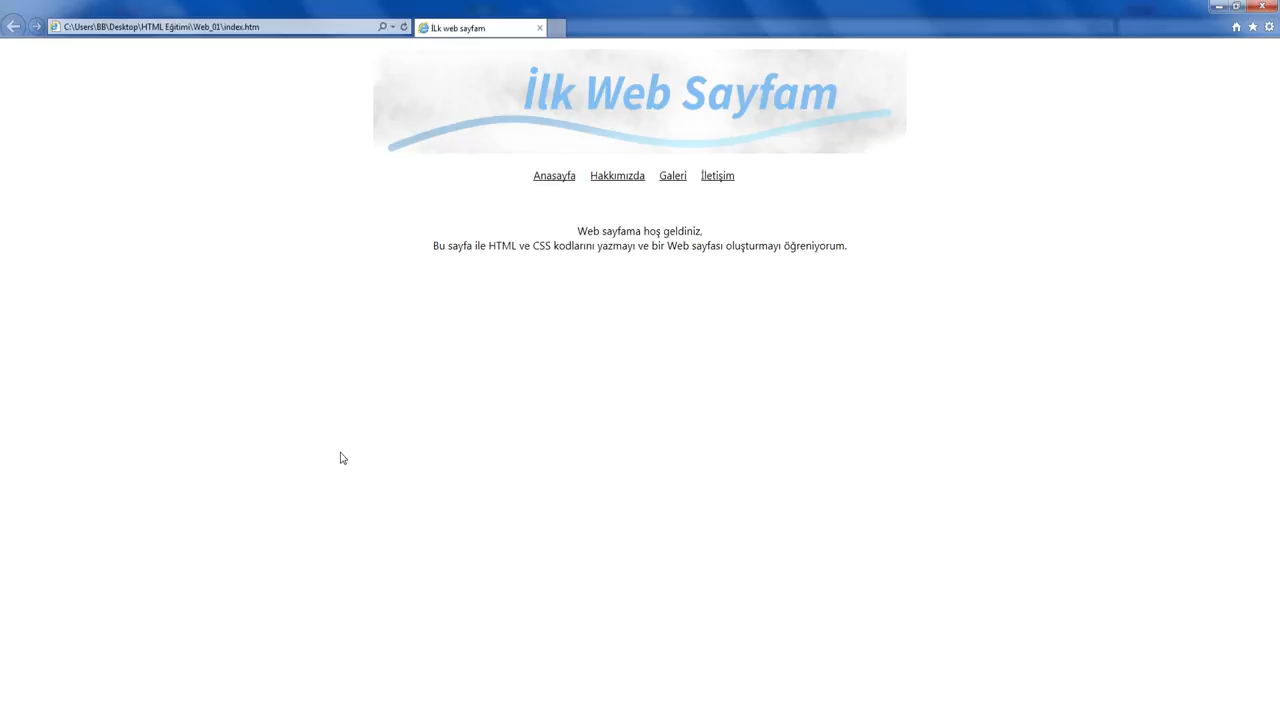 C:\Users\BB\Desktop\HTML Eğitimi\Web_01\index.htm
İLk web sayfam
İlk Web Sayfam
Anasayfa Hakkımızda Galeri İletişim
Web sayfama hoş geldiniz,
Bu sayfa ile HTML ve CSS kodlarını yazmayı ve bir Web sayfası oluşturmayı öğreniyorum.